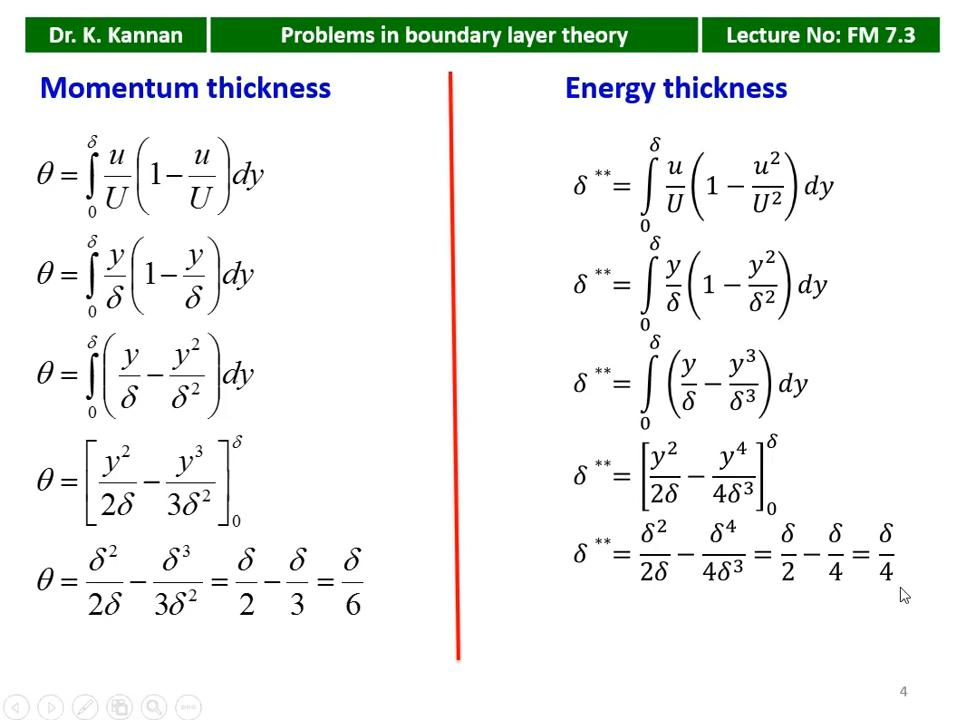 Dr. K. Kannan
Problems in boundary layer theory
Lecture No: FM 7.3
Momentum thickness
θ = ∫₀^δ u/U (1 − u/U) dy
θ = ∫₀^δ y/δ (1 − y/δ) dy
θ = ∫₀^δ (y/δ − y²/δ²) dy
θ = [y²/2δ − y³/3δ²]₀^δ
θ = δ²/2δ − δ³/3δ² = δ/2 − δ/3 = δ/6
Energy thickness
δ ** = ∫₀^δ u/U (1 − u²/U²) dy
δ ** = ∫₀^δ y/δ (1 − y²/δ²) dy
δ ** = ∫₀^δ (y/δ − y³/δ³) dy
δ ** = [y²/2δ − y⁴/4δ³]₀^δ
δ ** = δ²/2δ − δ⁴/4δ³ = δ/2 − δ/4 = δ/4
4